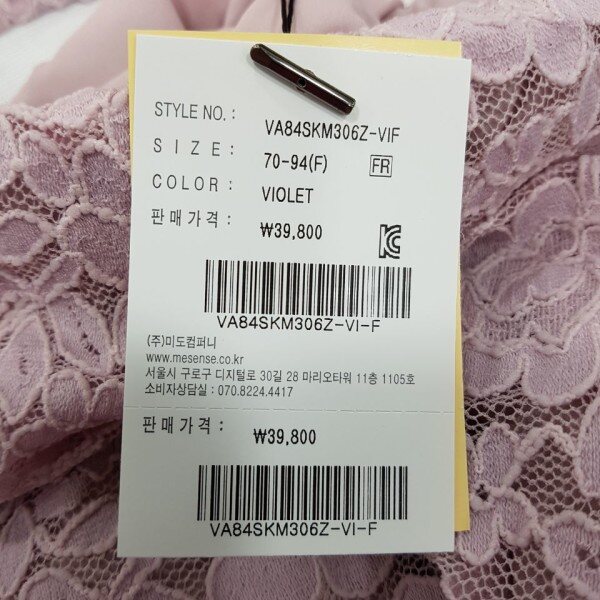 STYLE NO. : VA84SKM306Z-VIF
SIZE : 70-94(F) FR
COLOR : VIOLET
판매가격 : ₩39,800
VA84SKM306Z-VI-F
(주)미도컴퍼니
www.mesense.co.kr
서울시 구로구 디지털로 30길 28 마리오타워 11층 1105호
소비자상담실 : 070.8224.4417
판매가격 : ₩39,800
VA84SKM306Z-VI-F